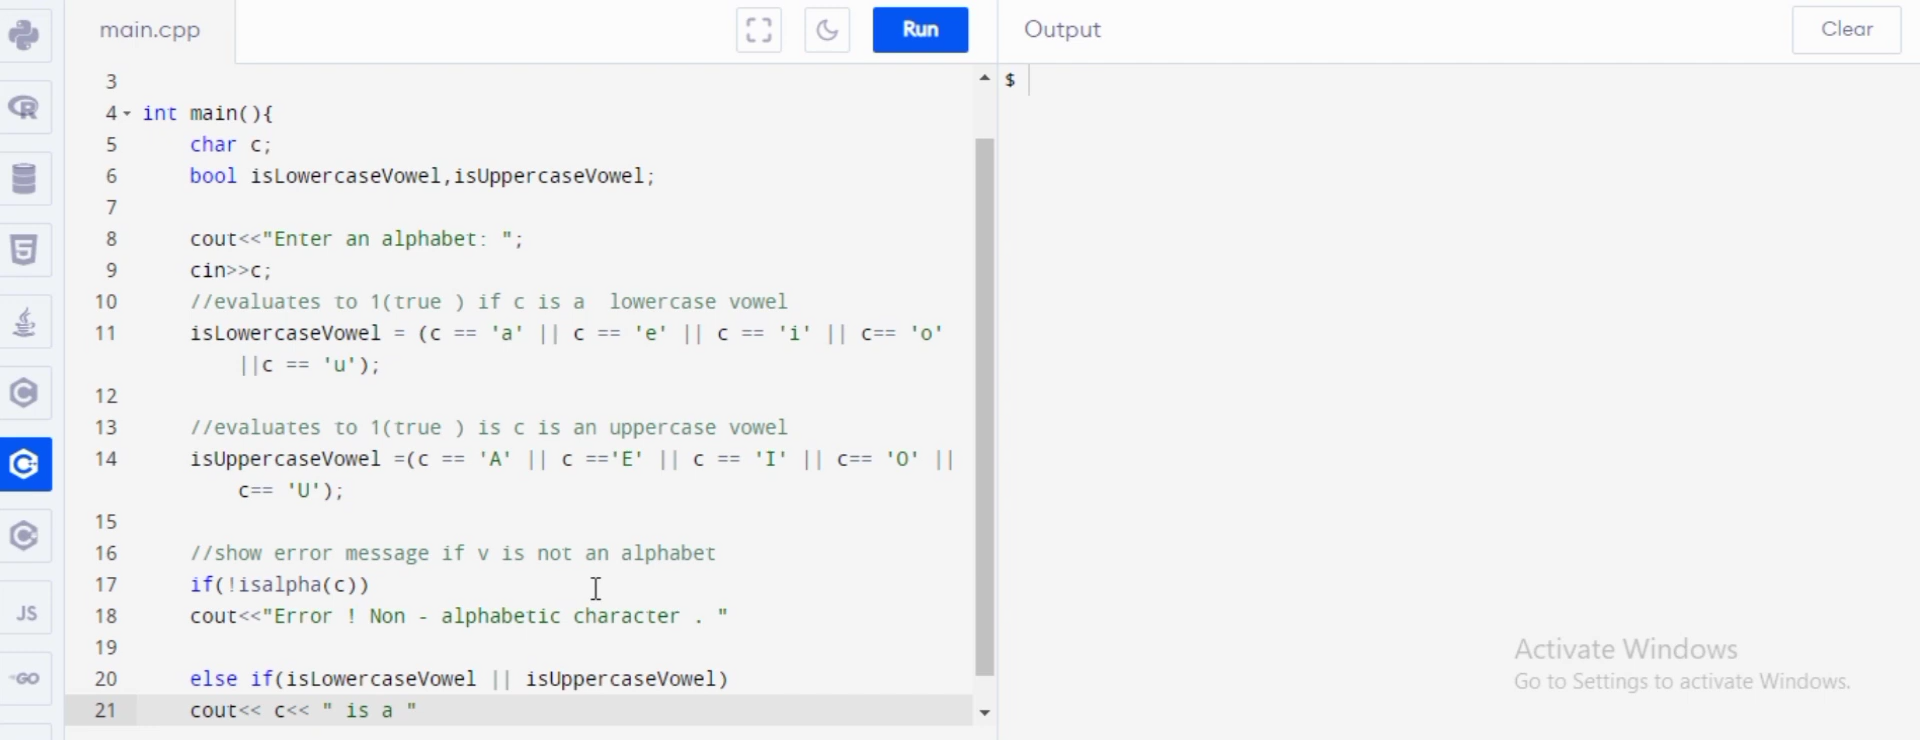 main.cpp
Run
Output
Clear
3
$
4 int main(){
5 char c;
6 bool isLowercaseVowel,isUppercaseVowel;
7
8 cout<<"Enter an alphabet: ";
9 cin>>c;
10 //evaluates to 1(true ) if c is a  lowercase vowel
11 isLowercaseVowel = (c == 'a' || c == 'e' || c == 'i' || c== 'o'
||c == 'u');
12
13 //evaluates to 1(true ) is c is an uppercase vowel
14 isUppercaseVowel =(c == 'A' || c =='E' || c == 'I' || c== 'O' ||
c== 'U');
15
16 //show error message if v is not an alphabet
17 if(!isalpha(c))
18 cout<<"Error ! Non - alphabetic character . "
19
20 else if(isLowercaseVowel || isUppercaseVowel)
21 cout<< c<< " is a "
R
5
C
C
C
JS
GO
Activate Windows
Go to Settings to activate Windows.